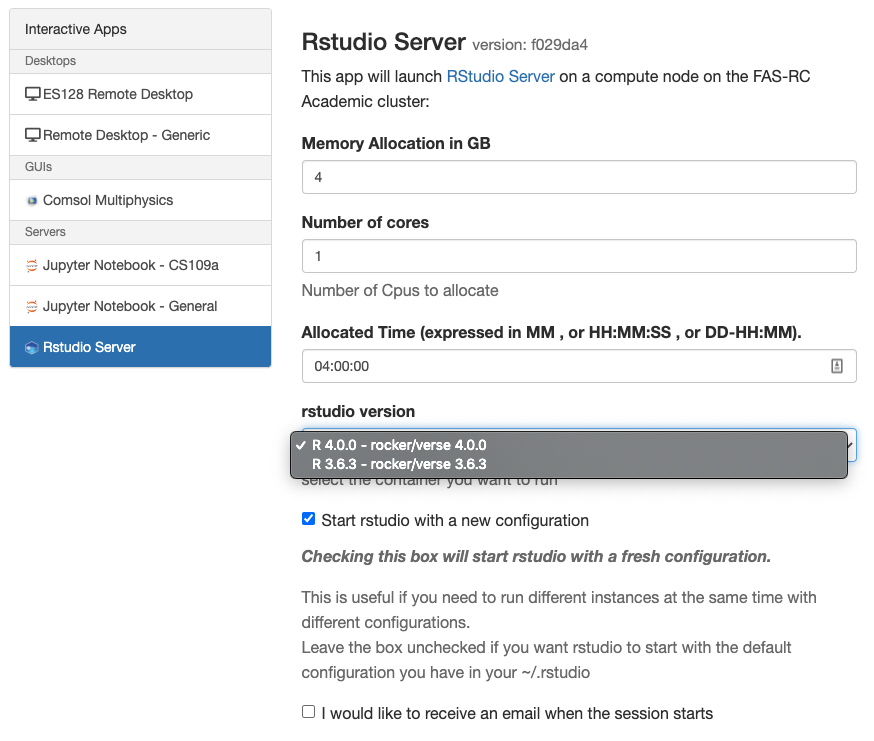 Interactive Apps
Desktops
ES128 Remote Desktop
Remote Desktop - Generic
GUIs
Comsol Multiphysics
Servers
Jupyter Notebook - CS109a
Jupyter Notebook - General
Rstudio Server
Rstudio Server version: f029da4
This app will launch RStudio Server on a compute node on the FAS-RC
Academic cluster:
Memory Allocation in GB
4
Number of cores
1
Number of Cpus to allocate
Allocated Time (expressed in MM , or HH:MM:SS , or DD-HH:MM).
04:00:00
rstudio version
R 4.0.0 - rocker/verse 4.0.0
R 3.6.3 - rocker/verse 3.6.3
select the container you want to run
Start rstudio with a new configuration
Checking this box will start rstudio with a fresh configuration.
This is useful if you need to run different instances at the same time with
different configurations.
Leave the box unchecked if you want rstudio to start with the default
configuration you have in your ~/.rstudio
I would like to receive an email when the session starts